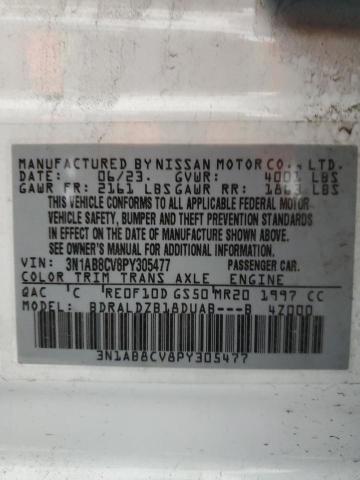 MANUFACTURED BY NISSAN MOTOR CO., LTD.
DATE: 06/23. GVWR: 4001 LBS
GAWR FR: 2161 LBS GAWR RR: 1863 LBS
THIS VEHICLE CONFORMS TO ALL APPLICABLE FEDERAL MOTOR
VEHICLE SAFETY, BUMPER AND THEFT PREVENTION STANDARDS
IN EFFECT ON THE DATE OF MANUFACTURE SHOWN ABOVE.
SEE OWNER'S MANUAL FOR ADDITIONAL INFORMATION.
VIN: 3N1AB8CV8PY305477 PASSENGER CAR.
COLOR TRIM TRANS AXLE ENGINE
QAC C RE0F10D GS50 MR20 1997 CC
MODEL: BDRALDZB18DUAB---B 4Z000
3N1AB8CV8PY305477